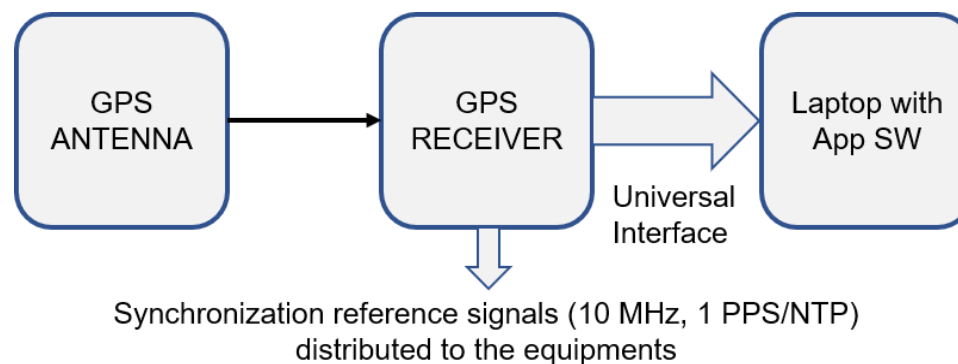 GPS
ANTENNA
GPS
RECEIVER
Laptop with
App SW
Universal
Interface
Synchronization reference signals (10 MHz, 1 PPS/NTP)
distributed to the equipments